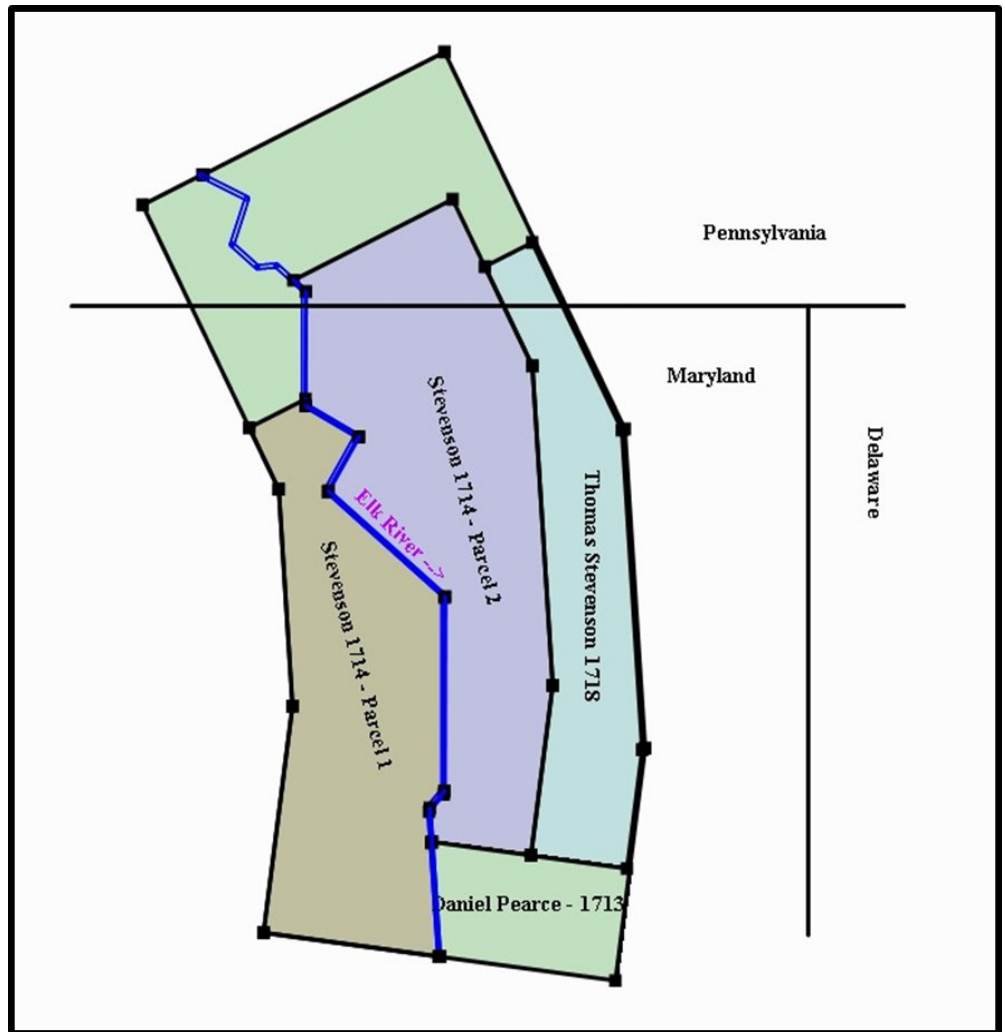 Pennsylvania
Maryland
Delaware
Stevenson 1714 - Parcel 2
Elk River -->
Thomas Stevenson 1718
Stevenson 1714 - Parcel 1
Daniel Pearce - 1713